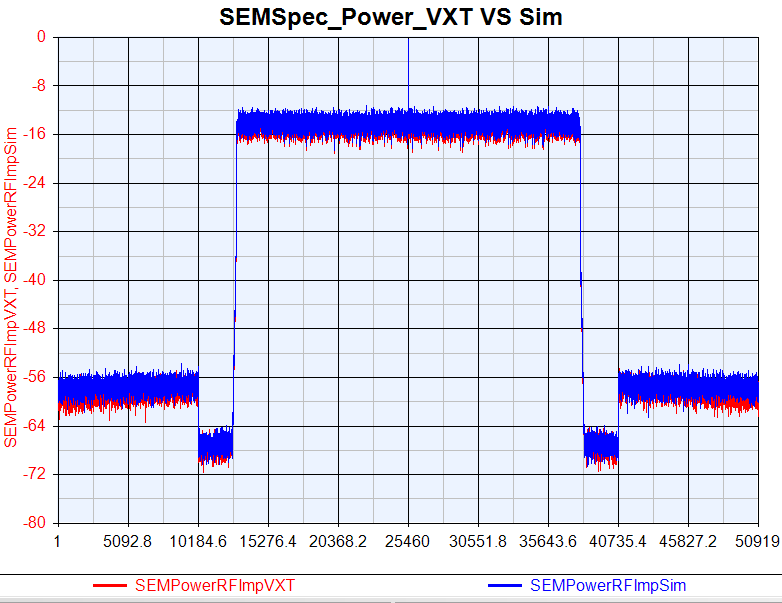 SEMSpec_Power_VXT VS Sim
SEMPowerRFImpVXT, SEMPowerRFImpSim
0
-8
-16
-24
-32
-40
-48
-56
-64
-72
-80
1 5092.8 10184.6 15276.4 20368.2 25460 30551.8 35643.6 40735.4 45827.2 50919
SEMPowerRFImpVXT SEMPowerRFImpSim